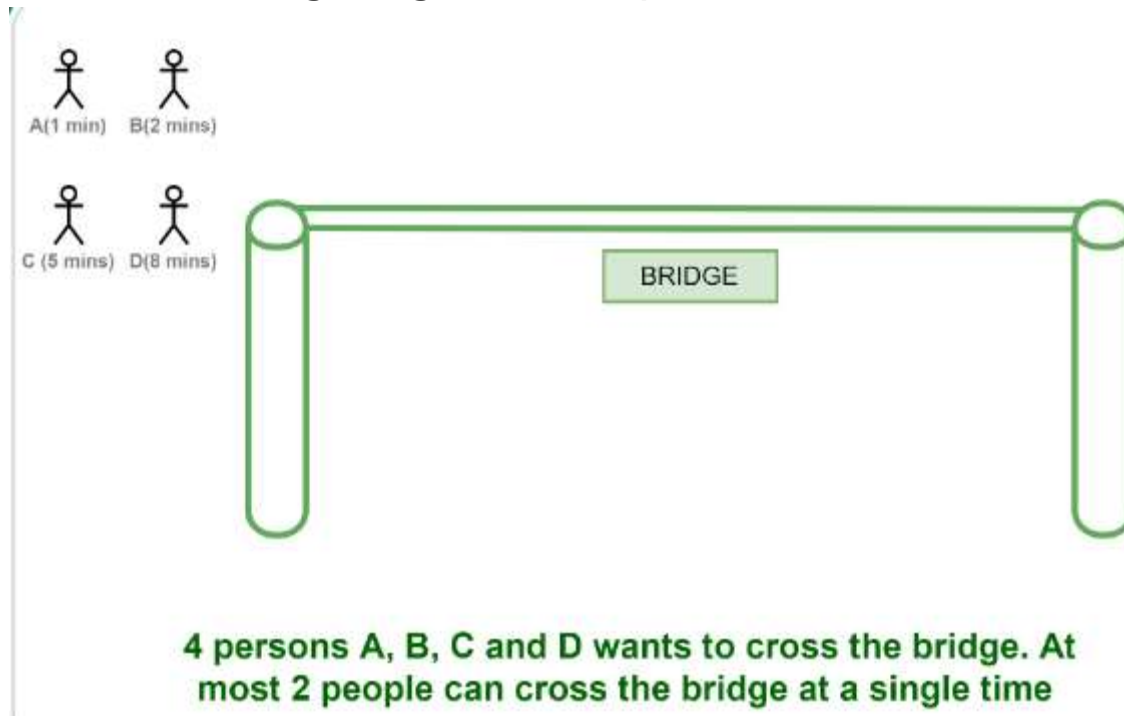 A(1 min) B(2 mins)
C (5 mins) D(8 mins)
BRIDGE
4 persons A, B, C and D wants to cross the bridge. At
most 2 people can cross the bridge at a single time